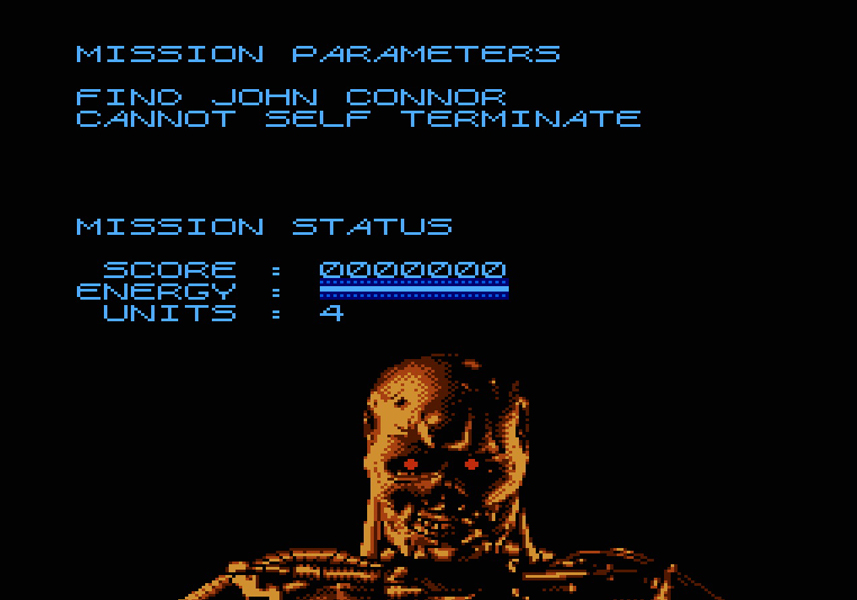 MISSION PARAMETERS
FIND JOHN CONNOR
CANNOT SELF TERMINATE
MISSION STATUS
SCORE : 0000000
ENERGY :
UNITS : 4